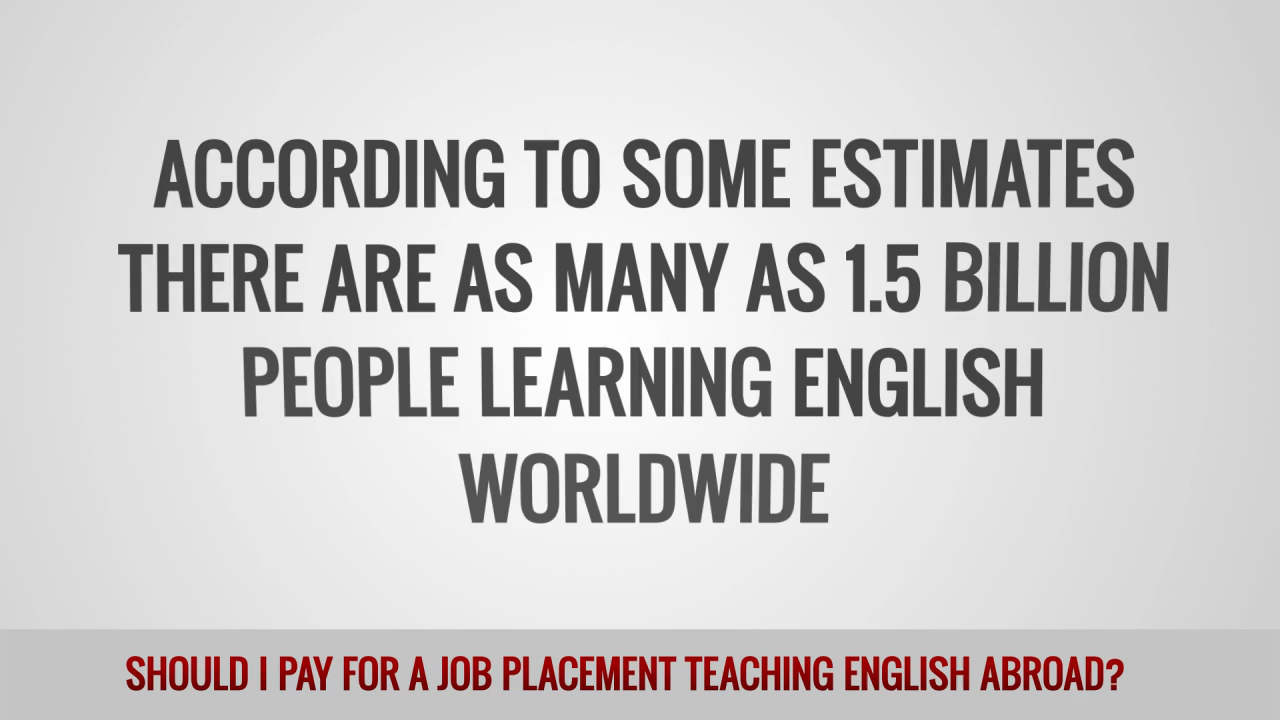 ACCORDING TO SOME ESTIMATES
THERE ARE AS MANY AS 1.5 BILLION
PEOPLE LEARNING ENGLISH
WORLDWIDE
SHOULD I PAY FOR A JOB PLACEMENT TEACHING ENGLISH ABROAD?